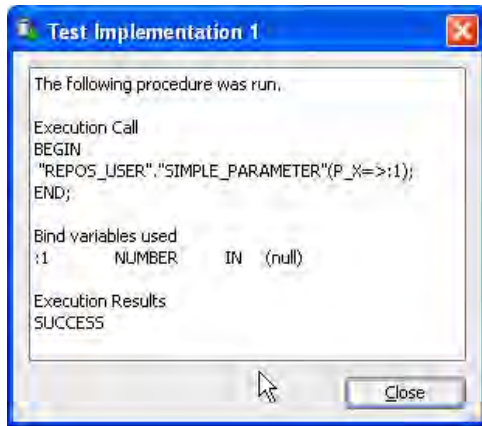 Test Implementation 1
The following procedure was run.
Execution Call
BEGIN
"REPOS_USER"."SIMPLE_PARAMETER"(P_X=>:1);
END;
Bind variables used
:1 NUMBER IN (null)
Execution Results
SUCCESS
Close